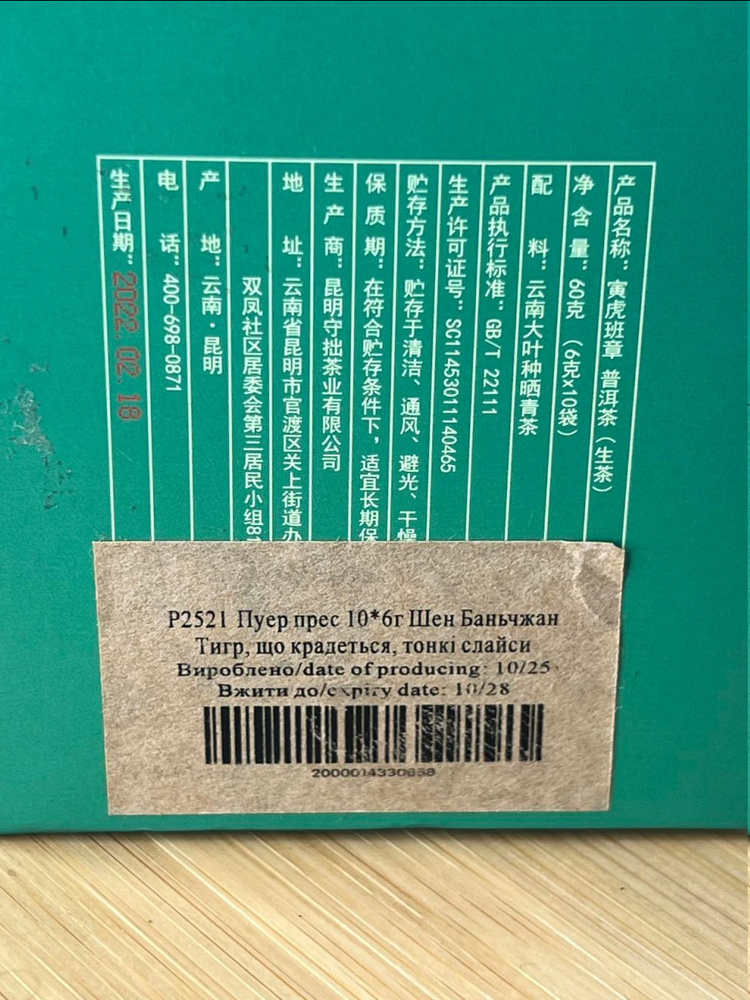 产品名称：寅虎班章 普洱茶（生茶）
净含量：60克（6克x10袋）
配料：云南大叶种晒青茶
产品执行标准：GB/T 22111
生产许可证号：SC11453011140465
贮存方法：贮存于清洁、通风、避光、干燥
保质期：在符合贮存条件下，适宜长期保
生产商：昆明守拙茶业有限公司
地址：云南省昆明市官渡区关上街道办
双凤社区居委会第三居民小组81
产地：云南·昆明
电话：400-698-0871
生产日期：2022.02.18
P2521 Пуер прес 10*6г Шен Баньчжан
Тигр, що крадеться, тонкі слайси
Вироблено/date of producing: 10/25
Вжити до/expiry date: 10/28
2000014330858